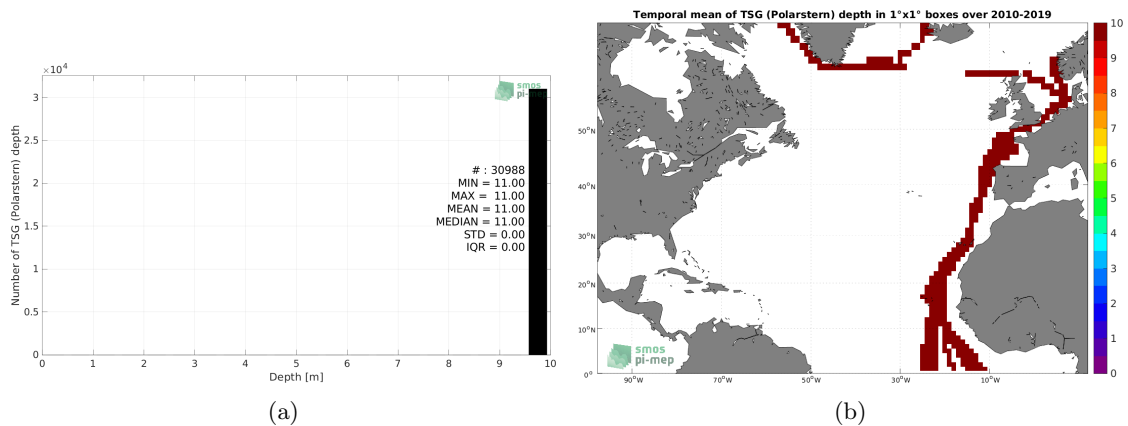 Temporal mean of TSG (Polarstern) depth in 1°x1° boxes over 2010-2019
×10⁴
smos
pi-mep
3
2.5
2
1.5
1
0.5
0
Number of TSG (Polarstern) depth
# : 30988
MIN = 11.00
MAX = 11.00
MEAN = 11.00
MEDIAN = 11.00
STD = 0.00
IQR = 0.00
0 1 2 3 4 5 6 7 8 9 10
Depth [m]
(a)
50°N
40°N
30°N
20°N
10°N
0°
90°W 70°W 50°W 30°W 10°W
smos
pi-mep
10
9
8
7
6
5
4
3
2
1
0
(b)